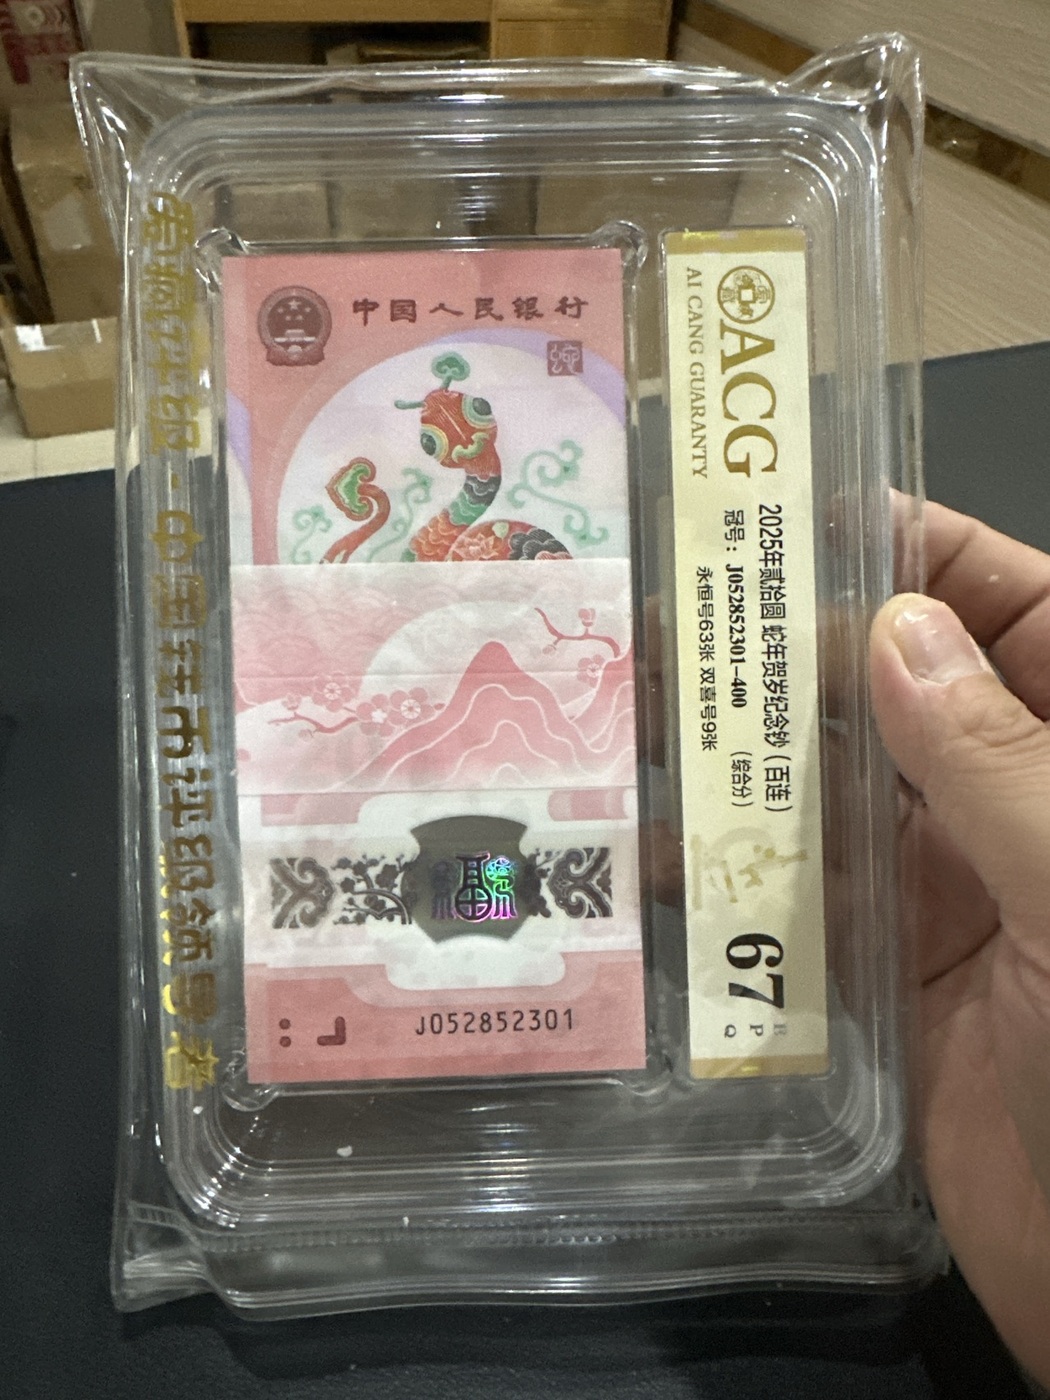 中国人民银行
J052852301
ACG
AI CANG GUARANTY
2025年贰拾圆 蛇年贺岁纪念钞（百连）
冠号：J052852301-400
（综合分）
永恒号63张 双喜号9张
67
E
P
Q